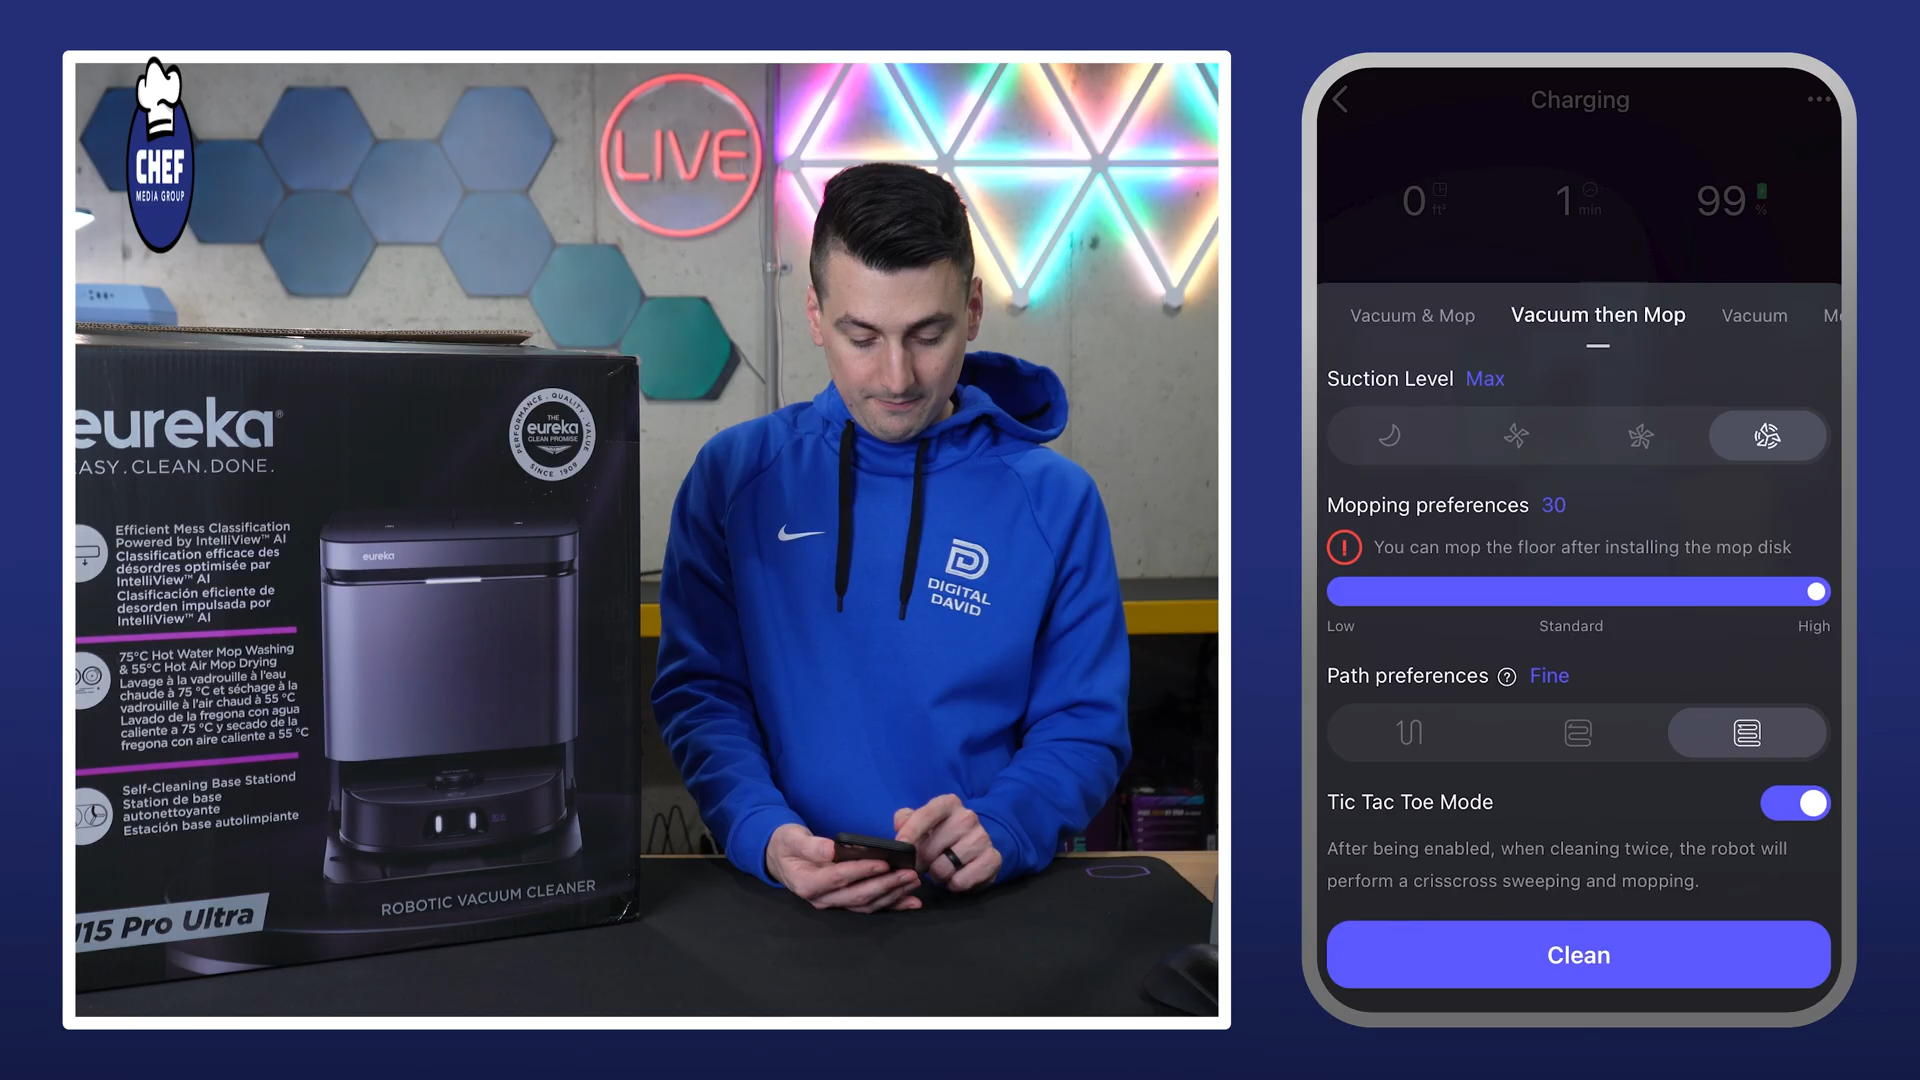 CHEF
MEDIA GROUP
LIVE
eureka®
EASY.CLEAN.DONE.
PERFORMANCE · QUALITY · VALUE
THE
eureka
CLEAN PROMISE
SINCE 1909
Efficient Mess Classification
Powered by IntelliView™ AI
Classification efficace des
désordres optimisée par
IntelliView™ AI
Clasificación eficiente de
desorden impulsada por
IntelliView™ AI
75°C Hot Water Mop Washing
& 55°C Hot Air Mop Drying
Lavage à la vadrouille à l'eau
chaude à 75 °C et séchage à la
vadrouille à l'air chaud à 55 °C
Lavado de la fregona con agua
caliente a 75 °C y secado de la
fregona con aire caliente a 55 °C
Self-Cleaning Base Stationd
Station de base
autonettoyante
Estación base autolimpiante
eureka
ROBOTIC VACUUM CLEANER
J15 Pro Ultra
DIGITAL
DAVID
Charging
0 ft² 1 min 99 %
Vacuum & Mop Vacuum then Mop Vacuum Mo
Suction Level Max
Mopping preferences 30
You can mop the floor after installing the mop disk
Low Standard High
Path preferences ? Fine
Tic Tac Toe Mode
After being enabled, when cleaning twice, the robot will
perform a crisscross sweeping and mopping.
Clean